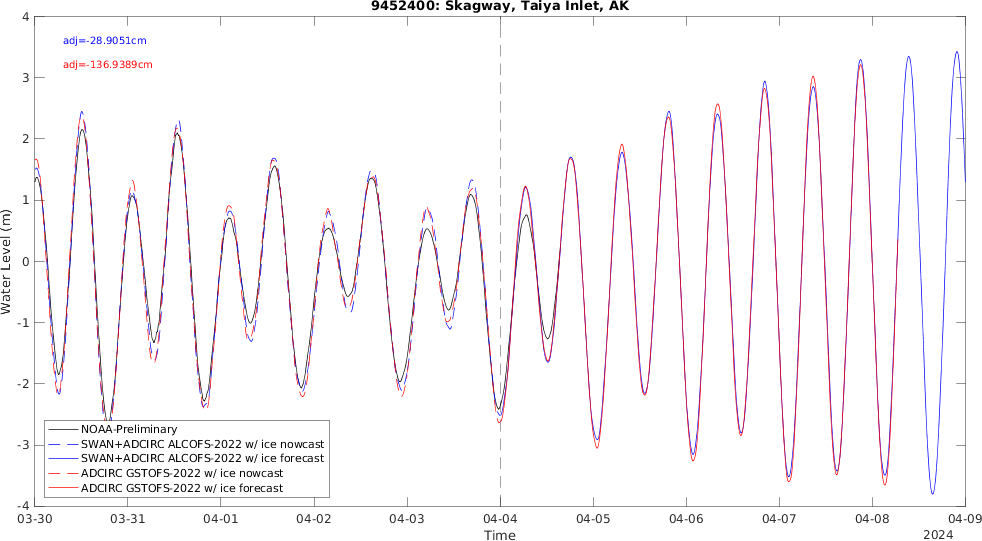 9452400: Skagway, Taiya Inlet, AK
adj=-28.9051cm
adj=-136.9389cm
Water Level (m)
4
3
2
1
0
-1
-2
-3
-4
NOAA-Preliminary
SWAN+ADCIRC ALCOFS-2022 w/ ice nowcast
SWAN+ADCIRC ALCOFS-2022 w/ ice forecast
ADCIRC GSTOFS-2022 w/ ice nowcast
ADCIRC GSTOFS-2022 w/ ice forecast
03-30 03-31 04-01 04-02 04-03 04-04 04-05 04-06 04-07 04-08 04-09
Time
2024